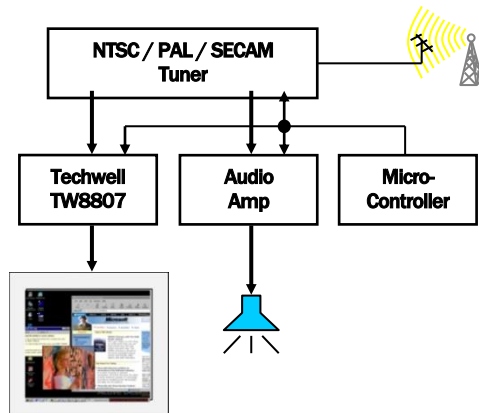 NTSC / PAL / SECAM
Tuner
Techwell
TW8807
Audio
Amp
Micro-
Controller